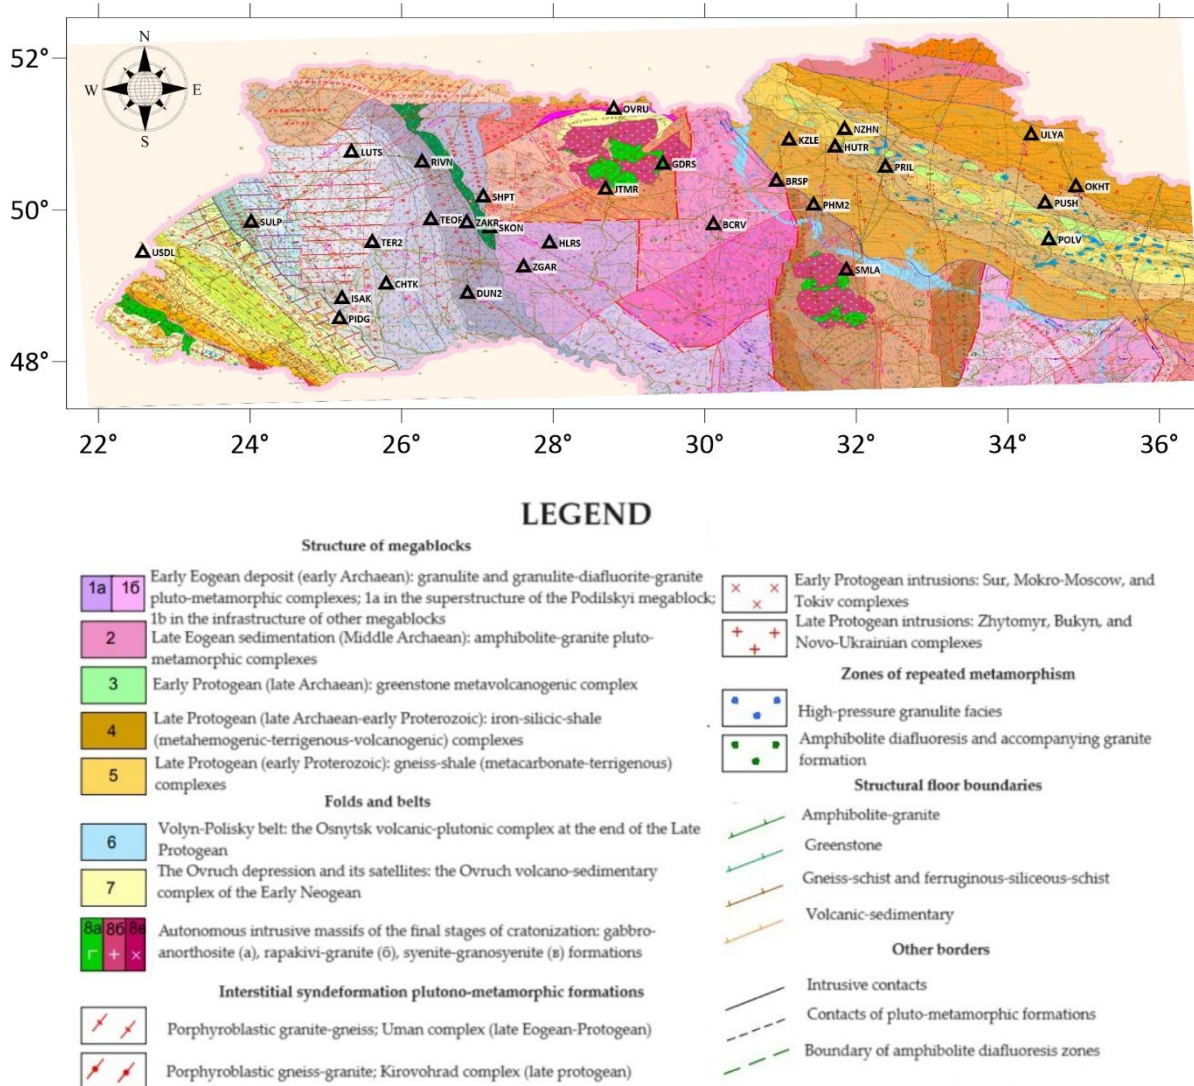 22° 24° 26° 28° 30° 32° 34° 36°
52°
N
W E
S
50°
48°
OVRU
LUTS
RIVN
SHPT
GDRS
JTMR
KZLE
NZHN
HUTR
PRIL
ULYA
OKHT
PUSH
POLV
BRSP
PHM2
BCRV
SMLA
SULP
USDL
TEOF
ZAKR
SKON
TER2
HLRS
ZGAR
CHTK
ISAK
PIDG
DUN2
22° 24° 26° 28° 30° 32° 34° 36°
LEGEND
Structure of megablocks
1а 1б
Early Eogean deposit (early Archaean): granulite and granulite-diafluorite-granite
pluto-metamorphic complexes; 1a in the superstructure of the Podilskyi megablock;
1b in the infrastructure of other megablocks
2
Late Eogean sedimentation (Middle Archaean): amphibolite-granite pluto-
metamorphic complexes
3
Early Protogean (late Archaean): greenstone metavolcanogenic complex
4
Late Protogean (late Archaean-early Proterozoic): iron-silicic-shale
(metahemogenic-terrigenous-volcanogenic) complexes
5
Late Protogean (early Proterozoic): gneiss-shale (metacarbonate-terrigenous)
complexes
Folds and belts
6
Volyn-Polisky belt: the Osnytsk volcanic-plutonic complex at the end of the Late
Protogean
7
The Ovruch depression and its satellites: the Ovruch volcano-sedimentary
complex of the Early Neogean
8а 8б 8в
Г + ×
Autonomous intrusive massifs of the final stages of cratonization: gabbro-
anorthosite (а), rapakivi-granite (б), syenite-granosyenite (в) formations
Interstitial syndeformation plutono-metamorphic formations
Porphyroblastic granite-gneiss; Uman complex (late Eogean-Protogean)
Porphyroblastic gneiss-granite; Kirovohrad complex (late protogean)
Early Protogean intrusions: Sur, Mokro-Moscow, and
Tokiv complexes
Late Protogean intrusions: Zhytomyr, Bukyn, and
Novo-Ukrainian complexes
Zones of repeated metamorphism
High-pressure granulite facies
Amphibolite diafluoresis and accompanying granite
formation
Structural floor boundaries
Amphibolite-granite
Greenstone
Gneiss-schist and ferruginous-siliceous-schist
Volcanic-sedimentary
Other borders
Intrusive contacts
Contacts of pluto-metamorphic formations
Boundary of amphibolite diafluoresis zones